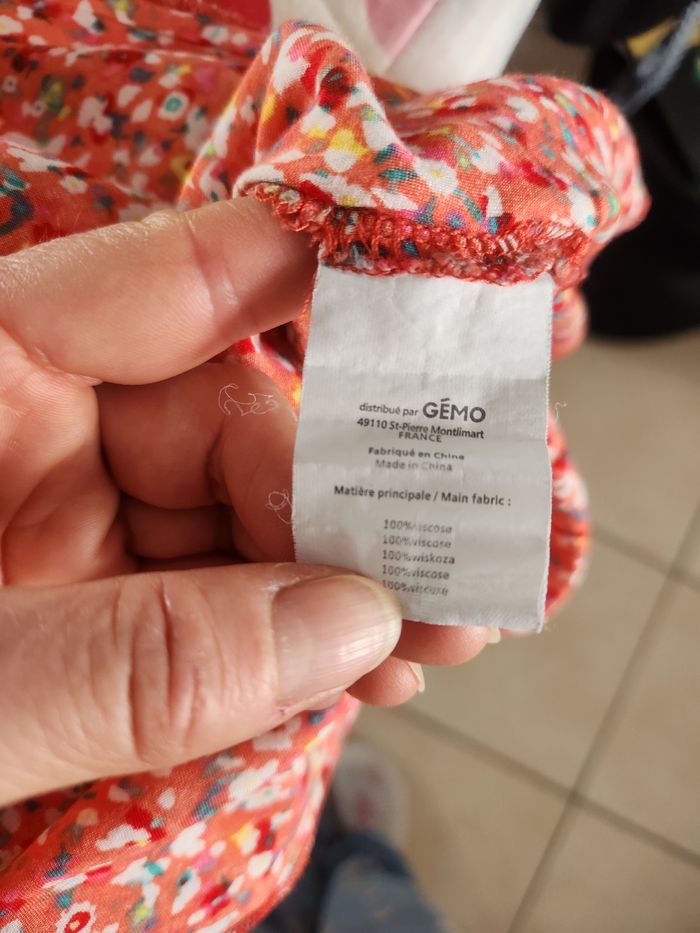 distribué par GÉMO
49110 St-Pierre Montlimart
FRANCE
Fabriqué en Chine
Made in China
Matière principale / Main fabric :
100%viscose
100%viscose
100%wiskoza
100%viscose
100%